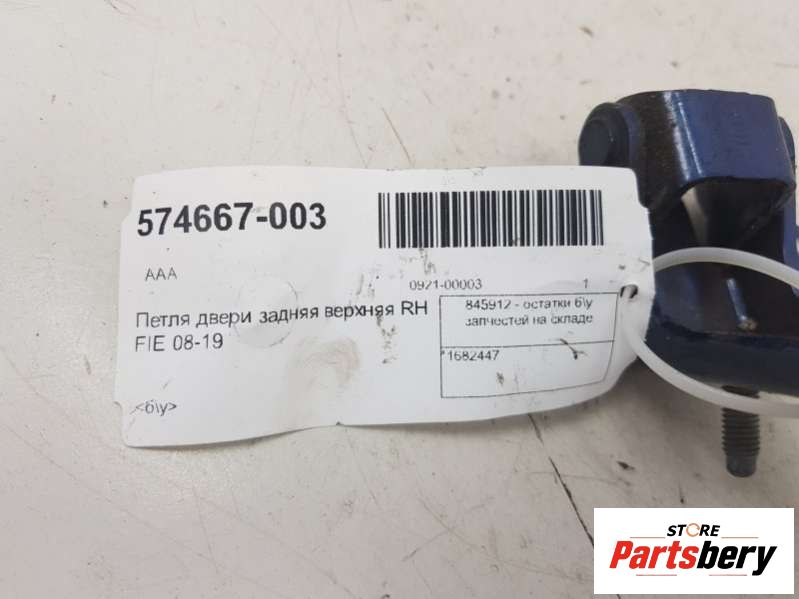 574667-003
AAA
0921-00003 1
Петля двери задняя верхняя RH
FIE 08-19
845912 - остатки б\у
запчастей на складе
*1682447
<б\у>
STORE
Partsbery